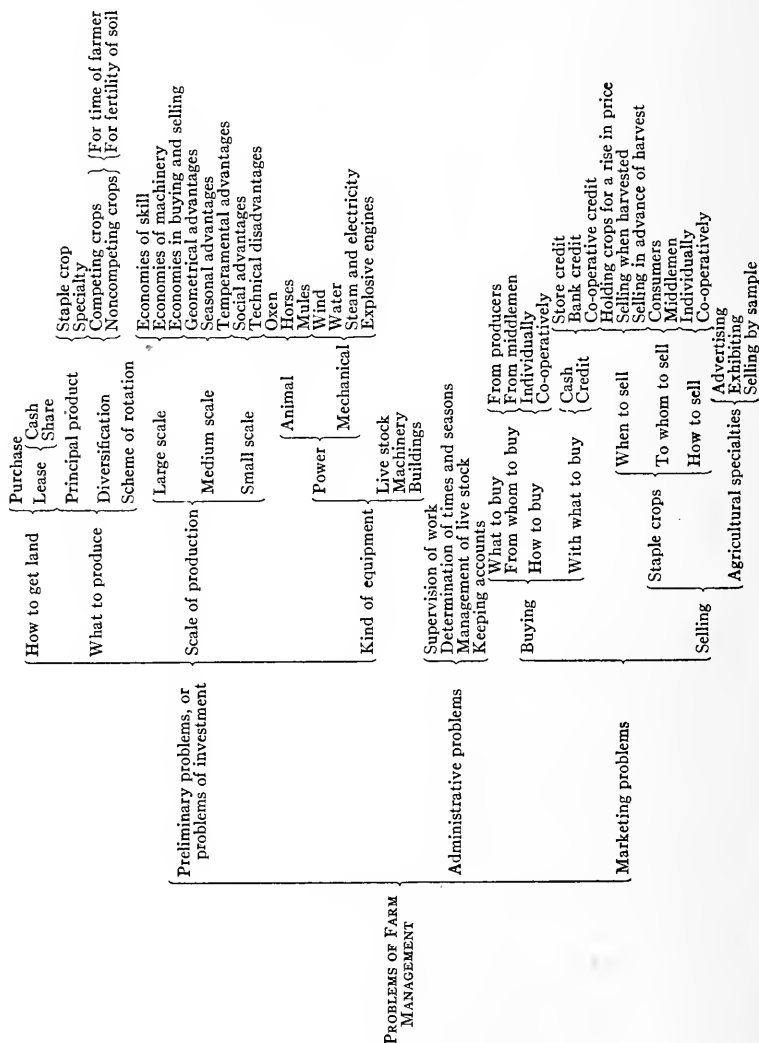 PROBLEMS OF FARM
MANAGEMENT
Preliminary problems, or
problems of investment
How to get land
Purchase
Lease
Cash
Share
What to produce
Principal product
Staple crop
Specialty
Diversification
Competing crops
Noncompeting crops
For time of farmer
For fertility of soil
Scheme of rotation
Scale of production
Large scale
Medium scale
Small scale
Economies of skill
Economies of machinery
Economies in buying and selling
Geometrical advantages
Seasonal advantages
Temperamental advantages
Social advantages
Technical disadvantages
Kind of equipment
Power
Animal
Oxen
Horses
Mules
Mechanical
Wind
Water
Steam and electricity
Explosive engines
Live stock
Machinery
Buildings
Administrative problems
Supervision of work
Determination of times and seasons
Management of live stock
Keeping accounts
Marketing problems
Buying
What to buy
From whom to buy
From producers
From middlemen
How to buy
Individually
Co-operatively
With what to buy
Cash
Credit
Store credit
Bank credit
Co-operative credit
Selling
Staple crops
When to sell
Holding crops for a rise in price
Selling when harvested
Selling in advance of harvest
To whom to sell
Consumers
Middlemen
How to sell
Individually
Co-operatively
Agricultural specialties
Advertising
Exhibiting
Selling by sample